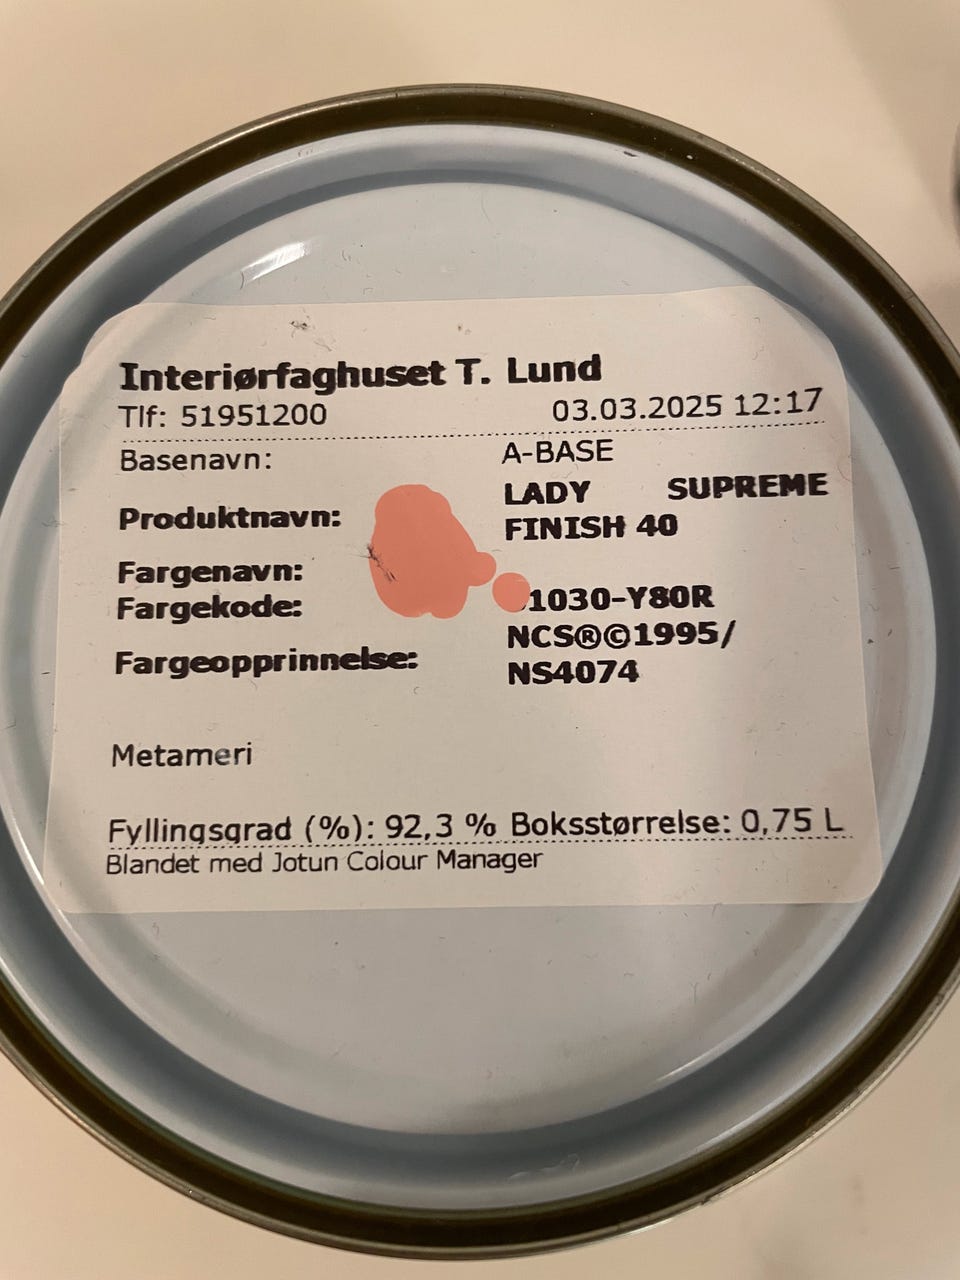 Interiørfaghuset T. Lund
Tlf: 51951200 03.03.2025 12:17
Basenavn: A-BASE
Produktnavn: LADY SUPREME
FINISH 40
Fargenavn:
Fargekode: 1030-Y80R
Fargeopprinnelse: NCS®©1995/
NS4074
Metameri
Fyllingsgrad (%): 92,3 % Boksstørrelse: 0,75 L
Blandet med Jotun Colour Manager